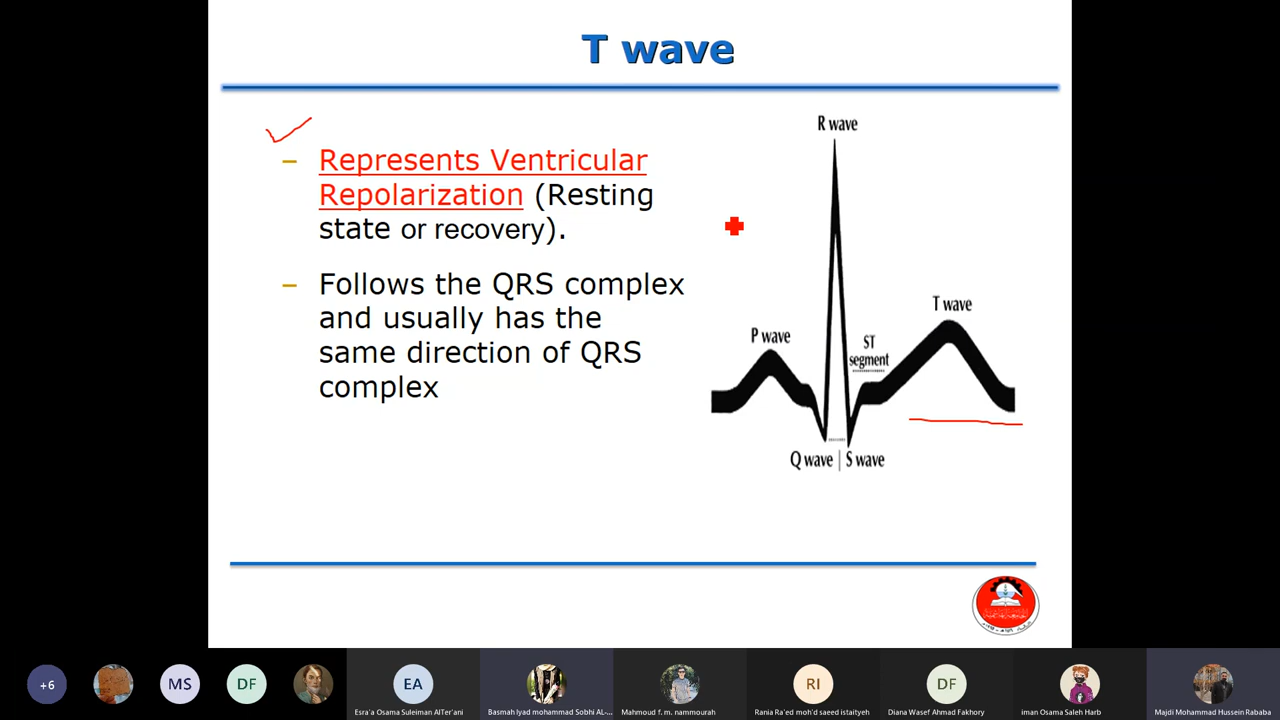 T wave
– Represents Ventricular
Repolarization (Resting
state or recovery).
– Follows the QRS complex
and usually has the
same direction of QRS
complex
R wave
T wave
P wave
ST
segment
Q wave | S wave
+6
MS
DF
EA
RI
DF
Esra'a Osama Suleiman AlTer'ani
Basmah Iyad mohammad Sobhi AL-...
Mahmoud f. m. nammourah
Rania Ra'ed moh'd saeed istaityeh
Diana Wasef Ahmad Fakhory
iman Osama Saleh Harb
Majdi Mohammad Hussein Rababa